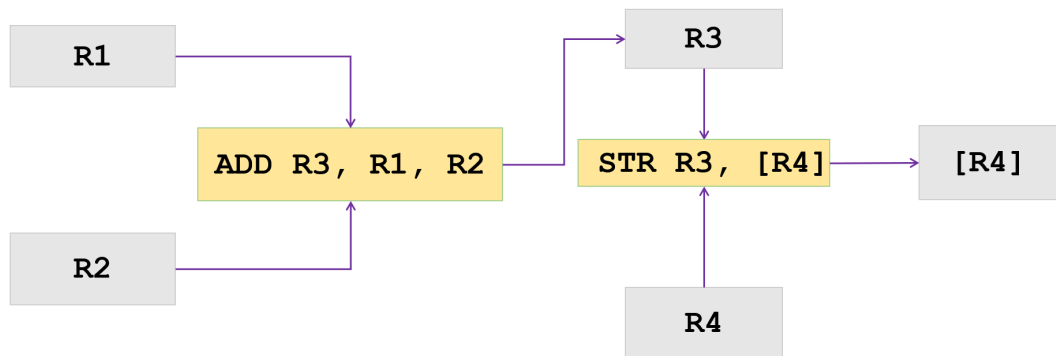 R1
R3
ADD R3, R1, R2
STR R3, [R4]
[R4]
R2
R4